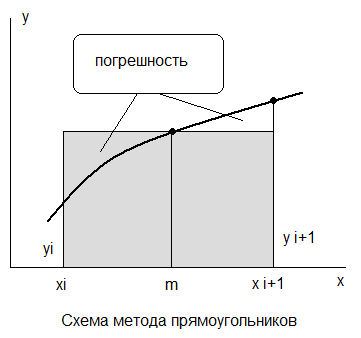 y
погрешность
yi
y i+1
xi
m
x i+1
x
Схема метода прямоугольников